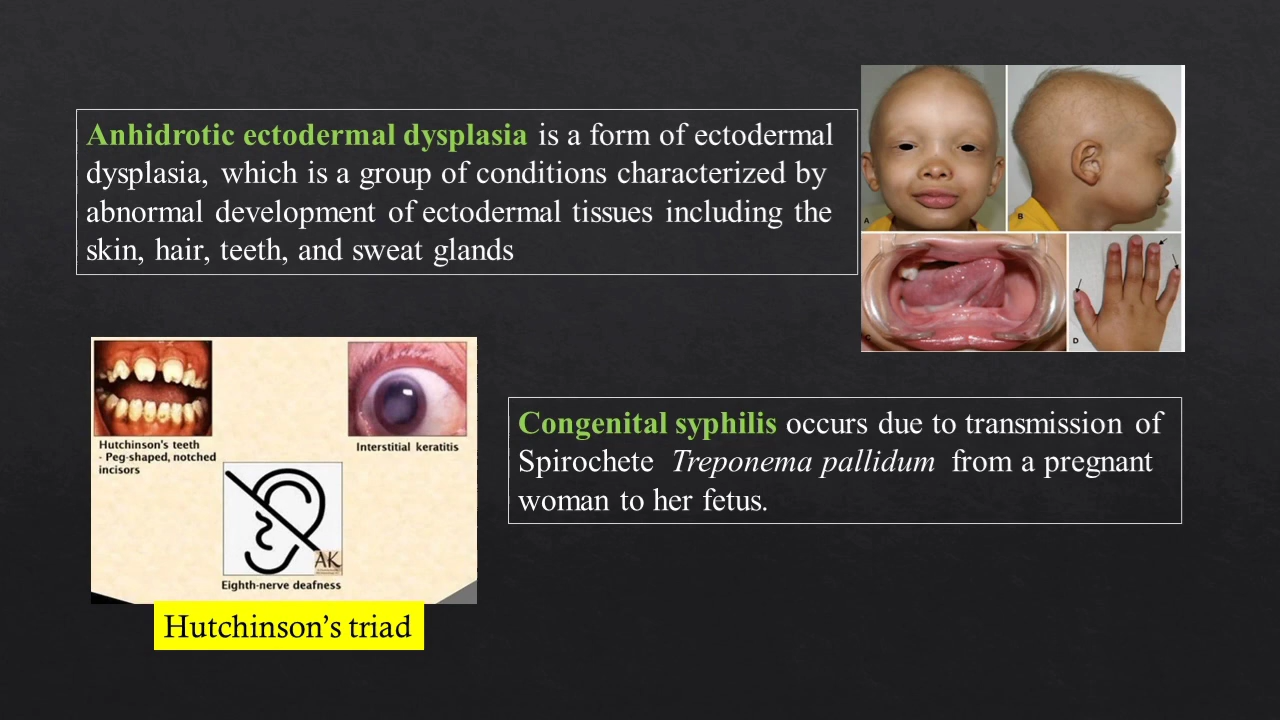 Anhidrotic ectodermal dysplasia is a form of ectodermal
dysplasia, which is a group of conditions characterized by
abnormal development of ectodermal tissues including the
skin, hair, teeth, and sweat glands
A
B
D
Hutchinson's teeth
- Peg-shaped, notched
incisors
Interstitial keratitis
AK
Eighth-nerve deafness
Hutchinson’s triad
Congenital syphilis occurs due to transmission of
Spirochete Treponema pallidum from a pregnant
woman to her fetus.